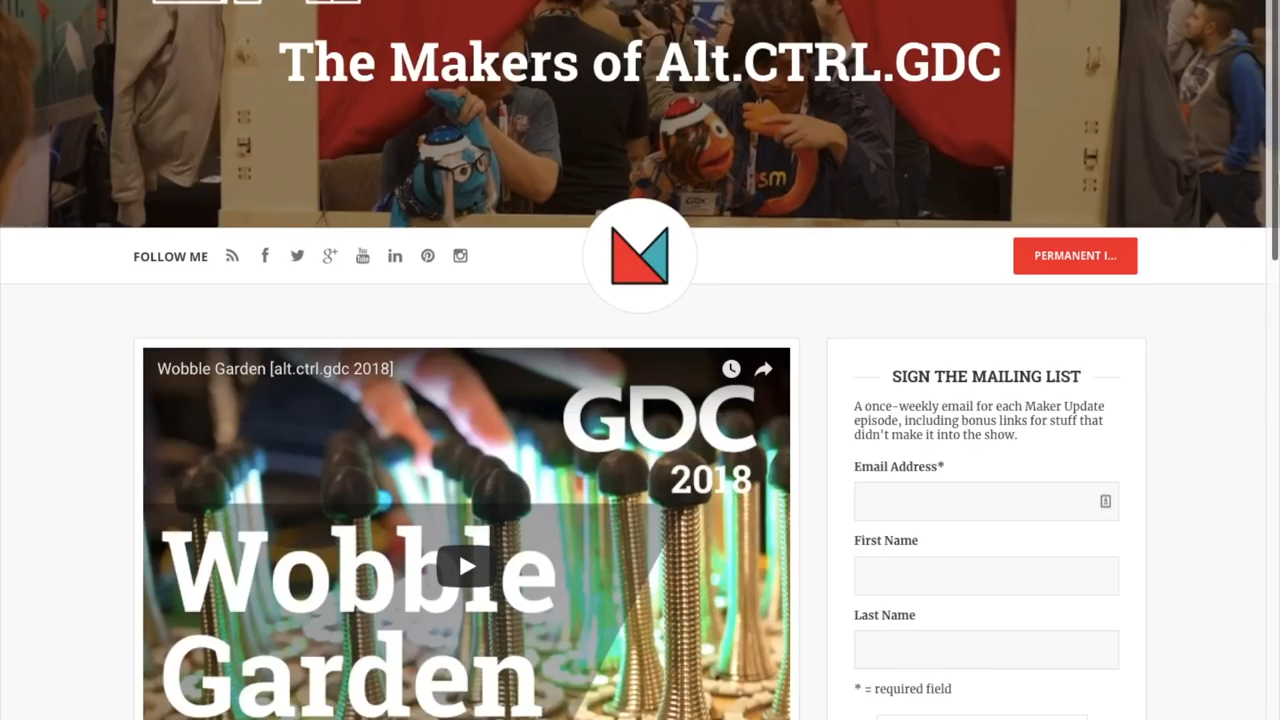 The Makers of Alt.CTRL.GDC
FOLLOW ME
PERMANENT I...
Wobble Garden [alt.ctrl.gdc 2018]
GDC
2018
Wobble
Garden
SIGN THE MAILING LIST
A once-weekly email for each Maker Update
episode, including bonus links for stuff that
didn't make it into the show.
Email Address*
First Name
Last Name
* = required field